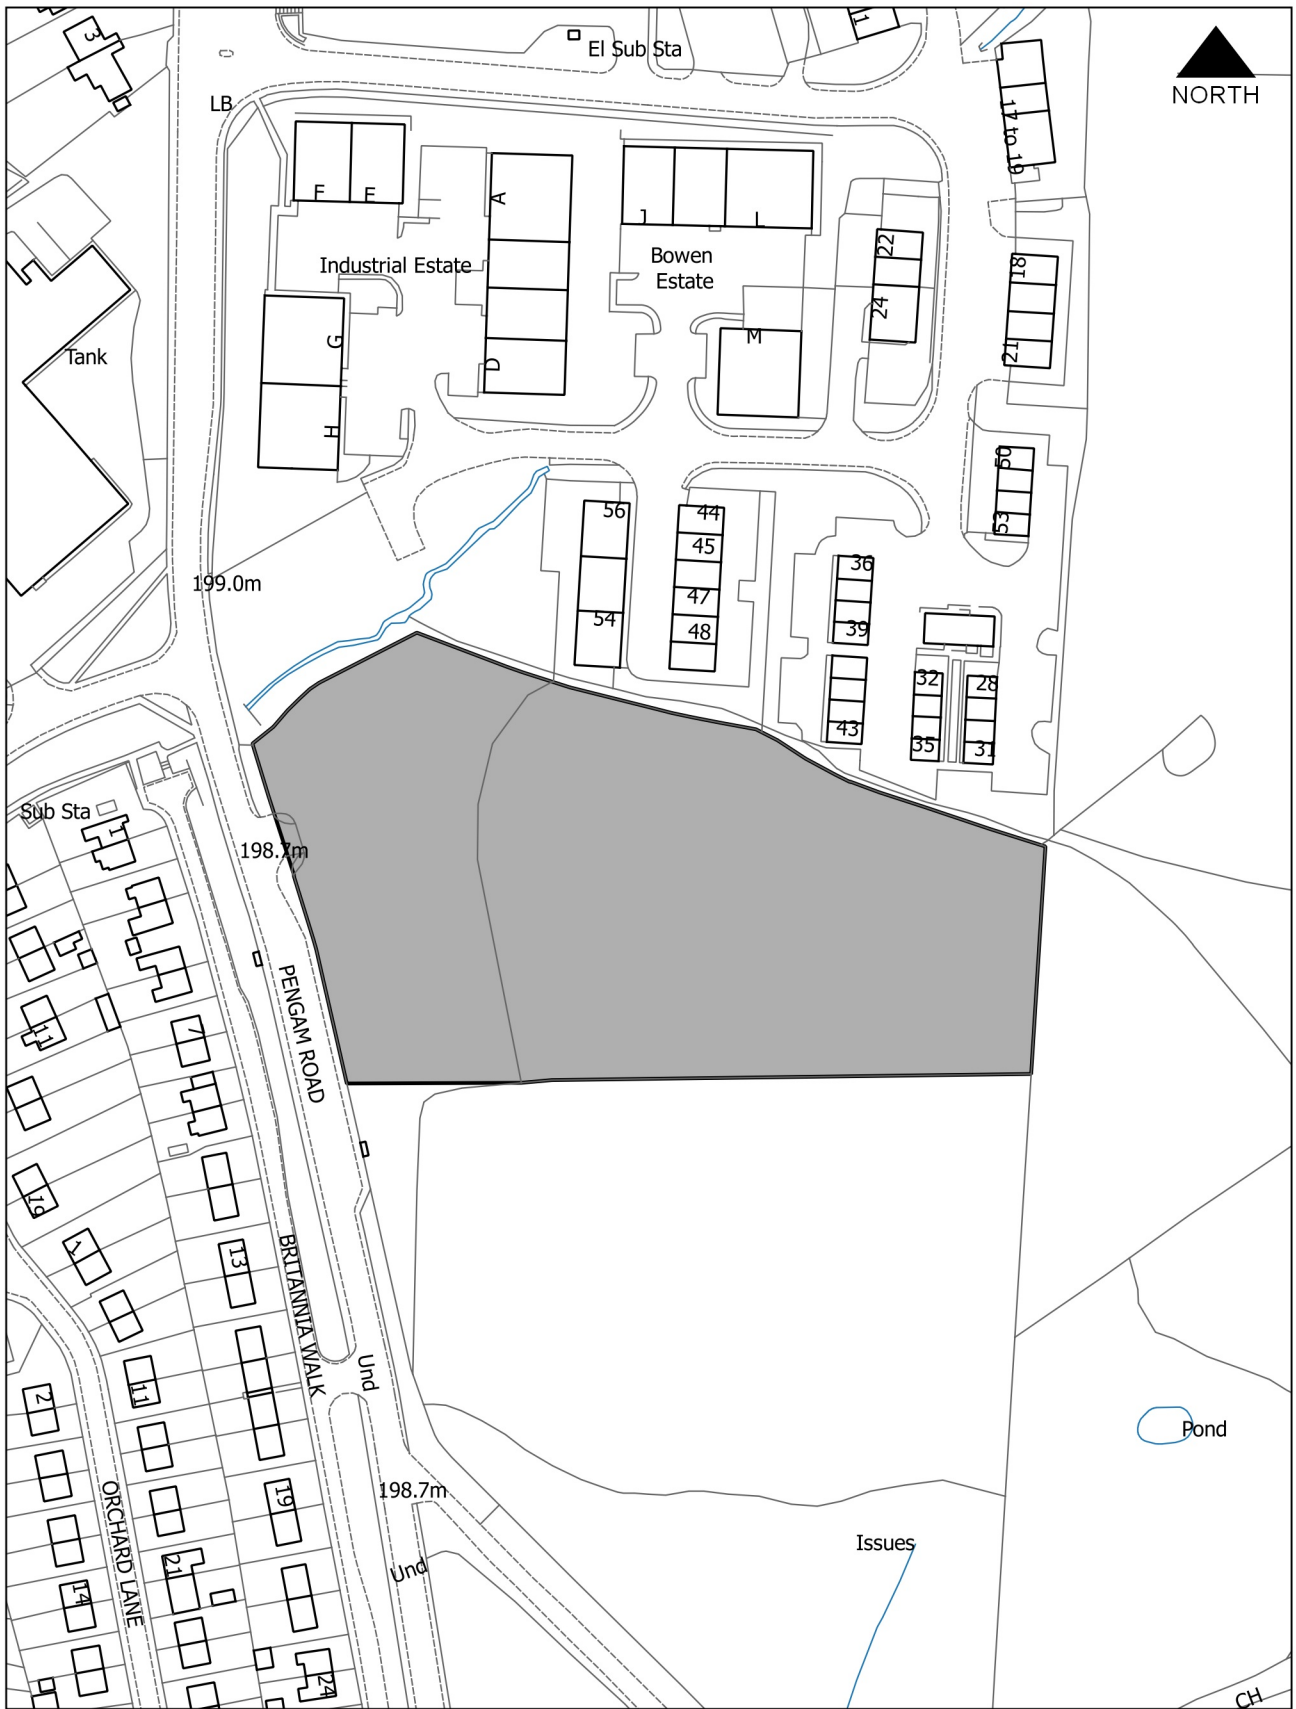 3
11
El Sub Sta
NORTH
LB
17 to 19
F
E
A
J
L
22
Industrial Estate
Bowen
Estate
18
24
G
M
21
Tank
D
H
50
53
56
44
45
36
199.0m
47
54
48
39
32
28
43
35
31
Sub Sta
1
198.7m
PENGAM ROAD
11
7
19
1
13
BRITANNIA WALK
Und
2
11
Pond
ORCHARD LANE
19
198.7m
Issues
21
Und
14
24
CH